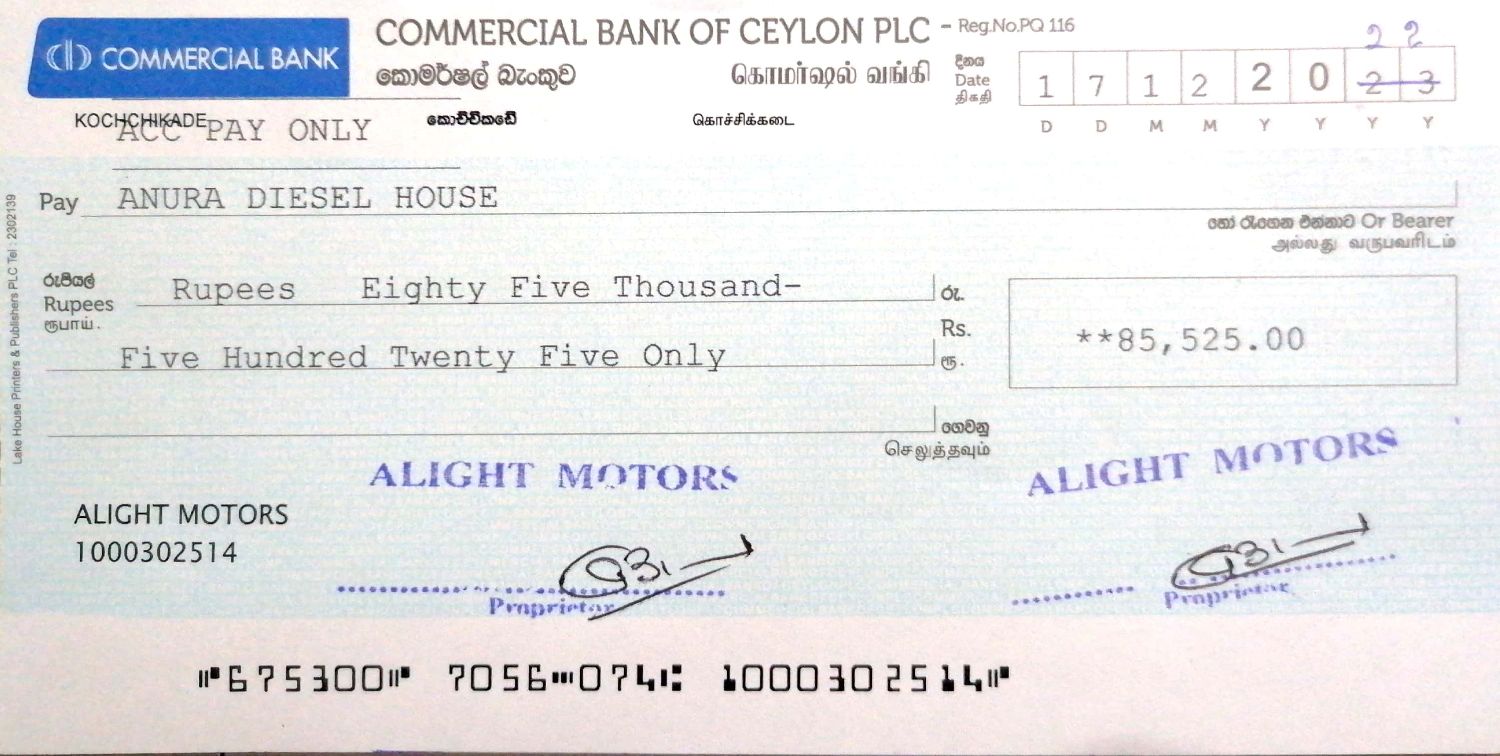 COMMERCIAL BANK
COMMERCIAL BANK OF CEYLON PLC - Reg.No.PQ 116
කොමර්ෂල් බැංකුව
கொமர்ஷல் வங்கி
දිනය
Date
திகதி
22
1 7 1 2 2 0 2 3
D D M M Y Y Y Y
KOCHCHIKADE
කොච්චිකඩේ
கொச்சிக்கடை
ACC PAY ONLY
Pay ANURA DIESEL HOUSE
හෝ රැගෙන එන්නාට Or Bearer
அல்லது வருபவரிடம்
රුපියල්
Rupees
ரூபாய்.
Rupees Eighty Five Thousand-
Five Hundred Twenty Five Only
රු.
Rs.
ரூ.
**85,525.00
ගෙවනු
செலுத்தவும்
ALIGHT MOTORS
ALIGHT MOTORS
ALIGHT MOTORS
1000302514
Proprietor
Proprietor
Lake House Printers & Publishers PLC Tel : 2302139
⑈675300⑈ 7056⑉074⑆ 1000302514⑈